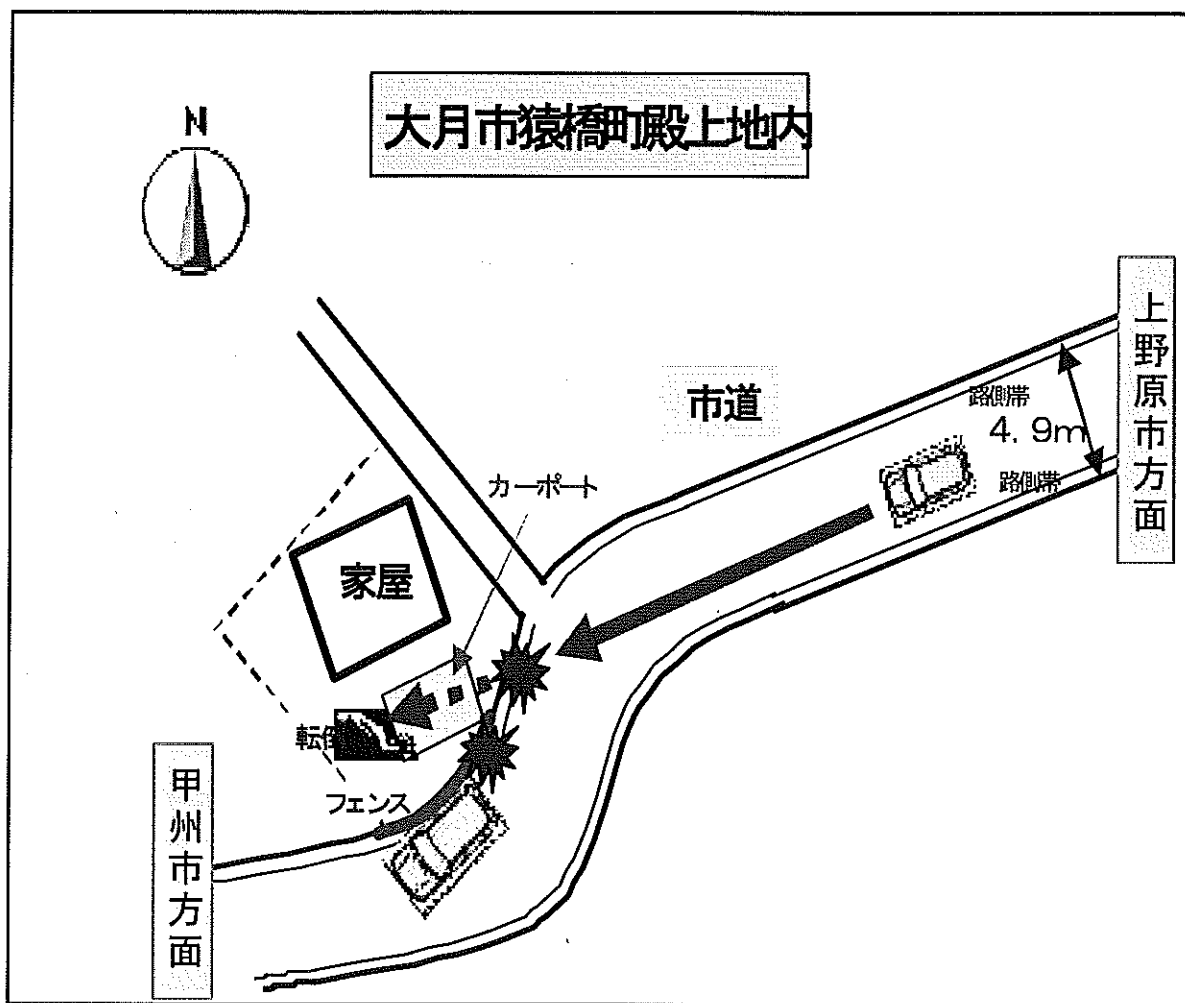 大月市猿橋町殿上地内
N
上野原市方面
市道
路側帯
4.9m
路側帯
カーポート
家屋
転倒
フェンス
甲州市方面